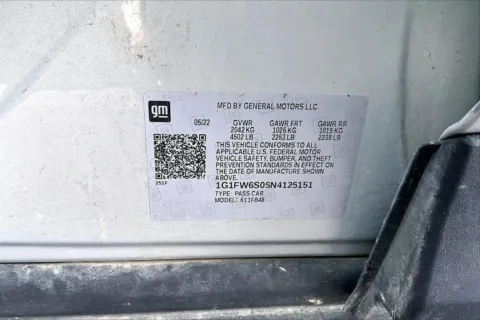 gm
MFD BY GENERAL MOTORS LLC
05/22 GVWR GAWR FRT GAWR RR
2042 KG 1026 KG 1015 KG
4502 LB 2263 LB 2238 LB
THIS VEHICLE CONFORMS TO ALL
APPLICABLE U.S. FEDERAL MOTOR
VEHICLE SAFETY, BUMPER, AND THEFT
PREVENTION STANDARDS IN EFFECT ON
THE DATE OF MANUFACTURE SHOWN
ABOVE.
1G1FW6S05N4125151
TYPE: PASS CAR
MODEL: 1FB48